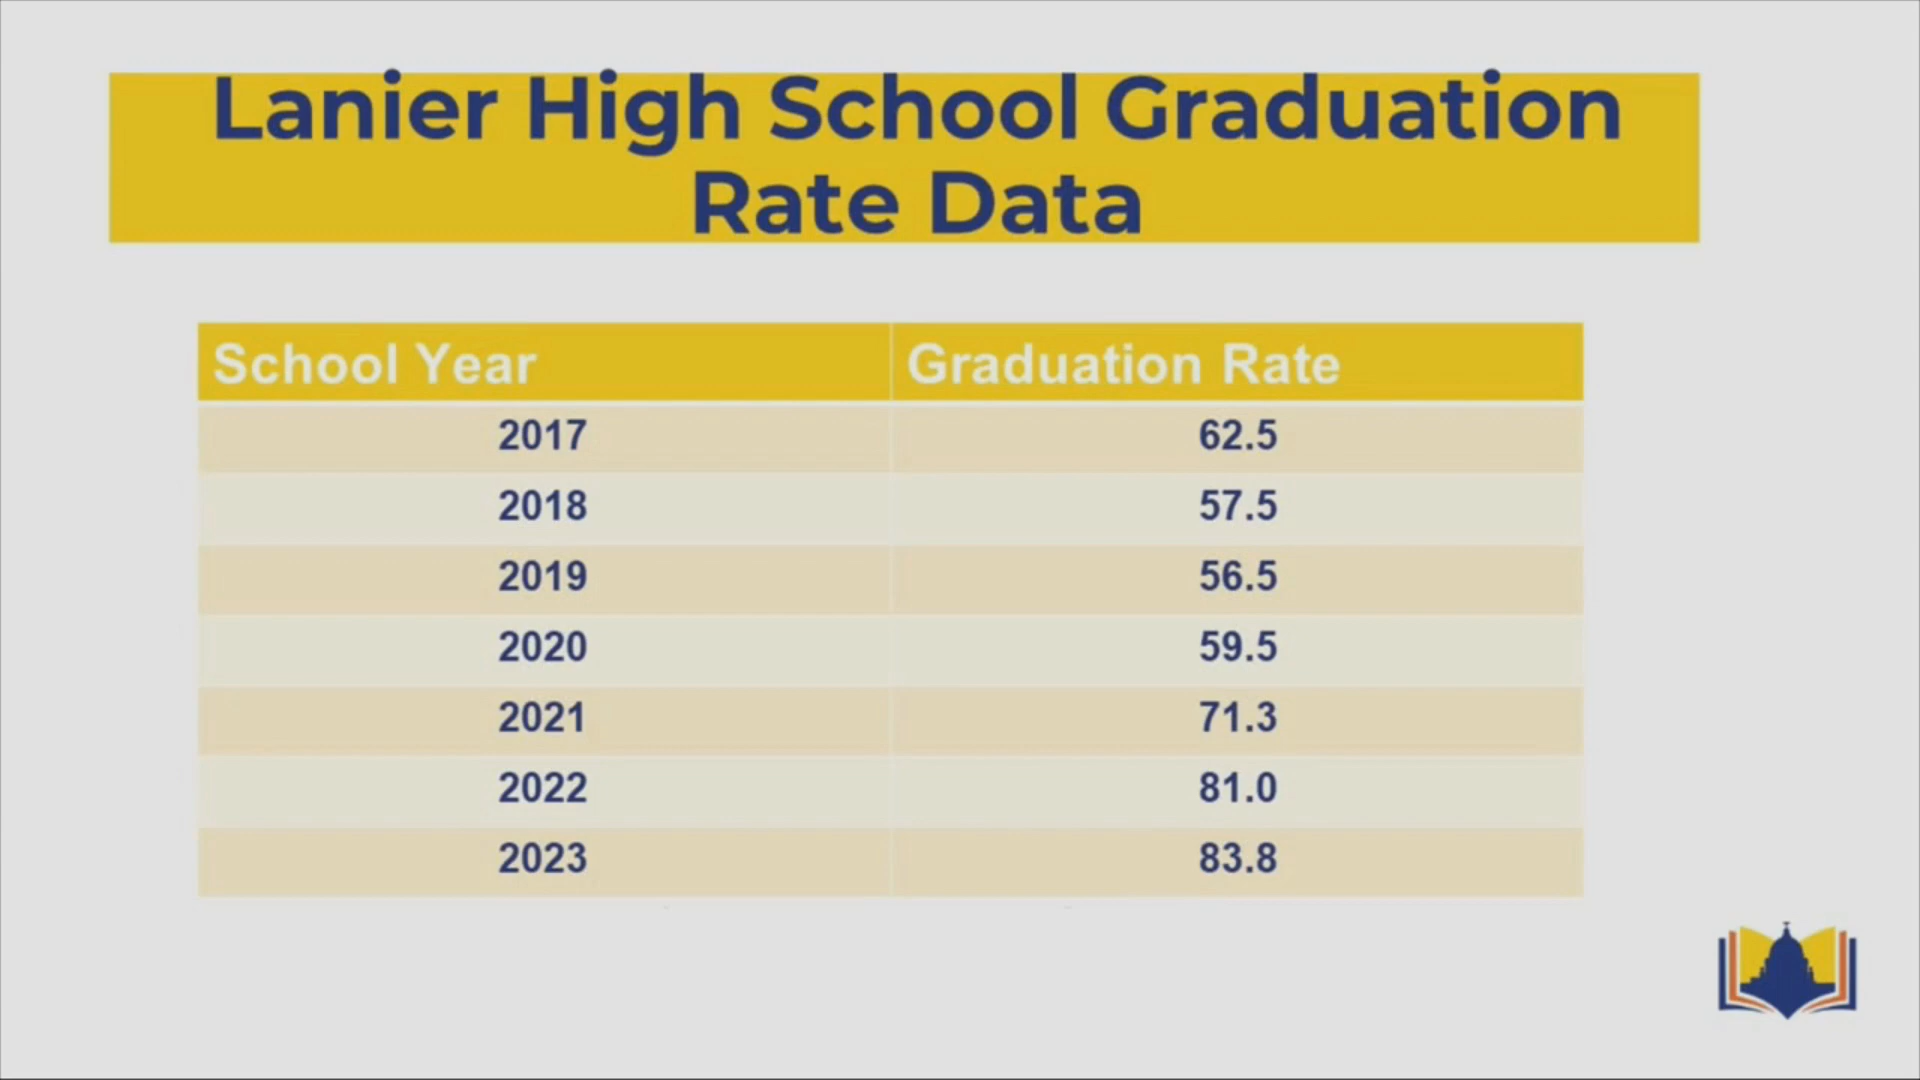 Lanier High School Graduation
Rate Data
School Year Graduation Rate
2017 62.5
2018 57.5
2019 56.5
2020 59.5
2021 71.3
2022 81.0
2023 83.8